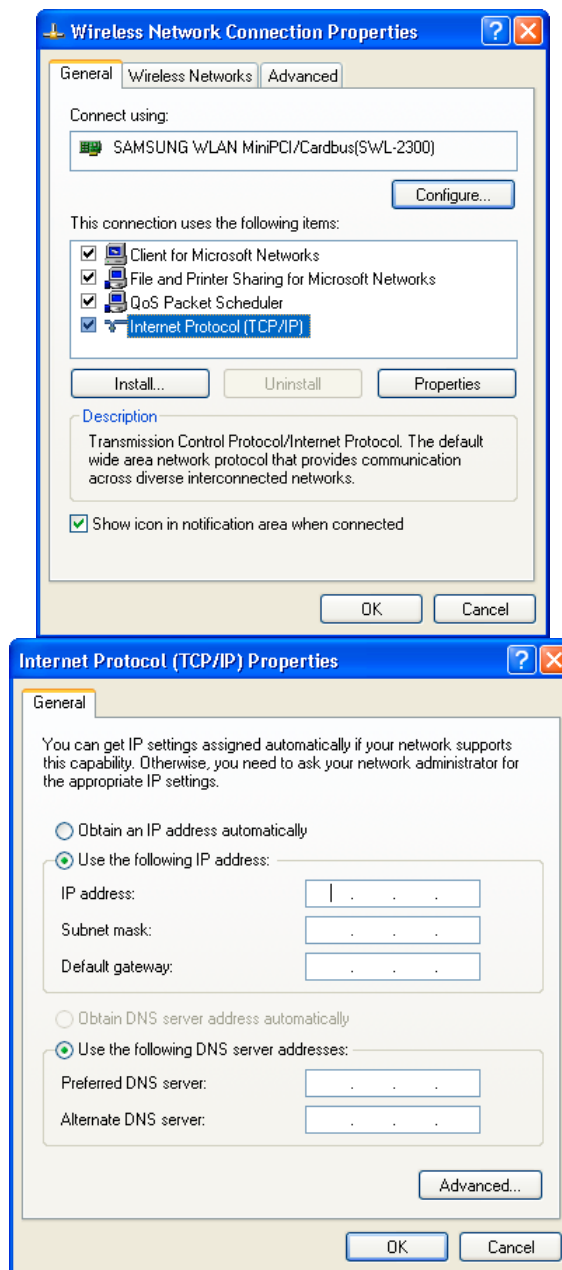 Wireless Network Connection Properties
General Wireless Networks Advanced
Connect using:
SAMSUNG WLAN MiniPCI/Cardbus(SWL-2300)
Configure...
This connection uses the following items:
Client for Microsoft Networks
File and Printer Sharing for Microsoft Networks
QoS Packet Scheduler
Internet Protocol (TCP/IP)
Install... Uninstall Properties
Description
Transmission Control Protocol/Internet Protocol. The default
wide area network protocol that provides communication
across diverse interconnected networks.
Show icon in notification area when connected
OK Cancel
Internet Protocol (TCP/IP) Properties
General
You can get IP settings assigned automatically if your network supports
this capability. Otherwise, you need to ask your network administrator for
the appropriate IP settings.
Obtain an IP address automatically
Use the following IP address:
IP address: . . .
Subnet mask: . . .
Default gateway: . . .
Obtain DNS server address automatically
Use the following DNS server addresses:
Preferred DNS server: . . .
Alternate DNS server: . . .
Advanced...
OK Cancel